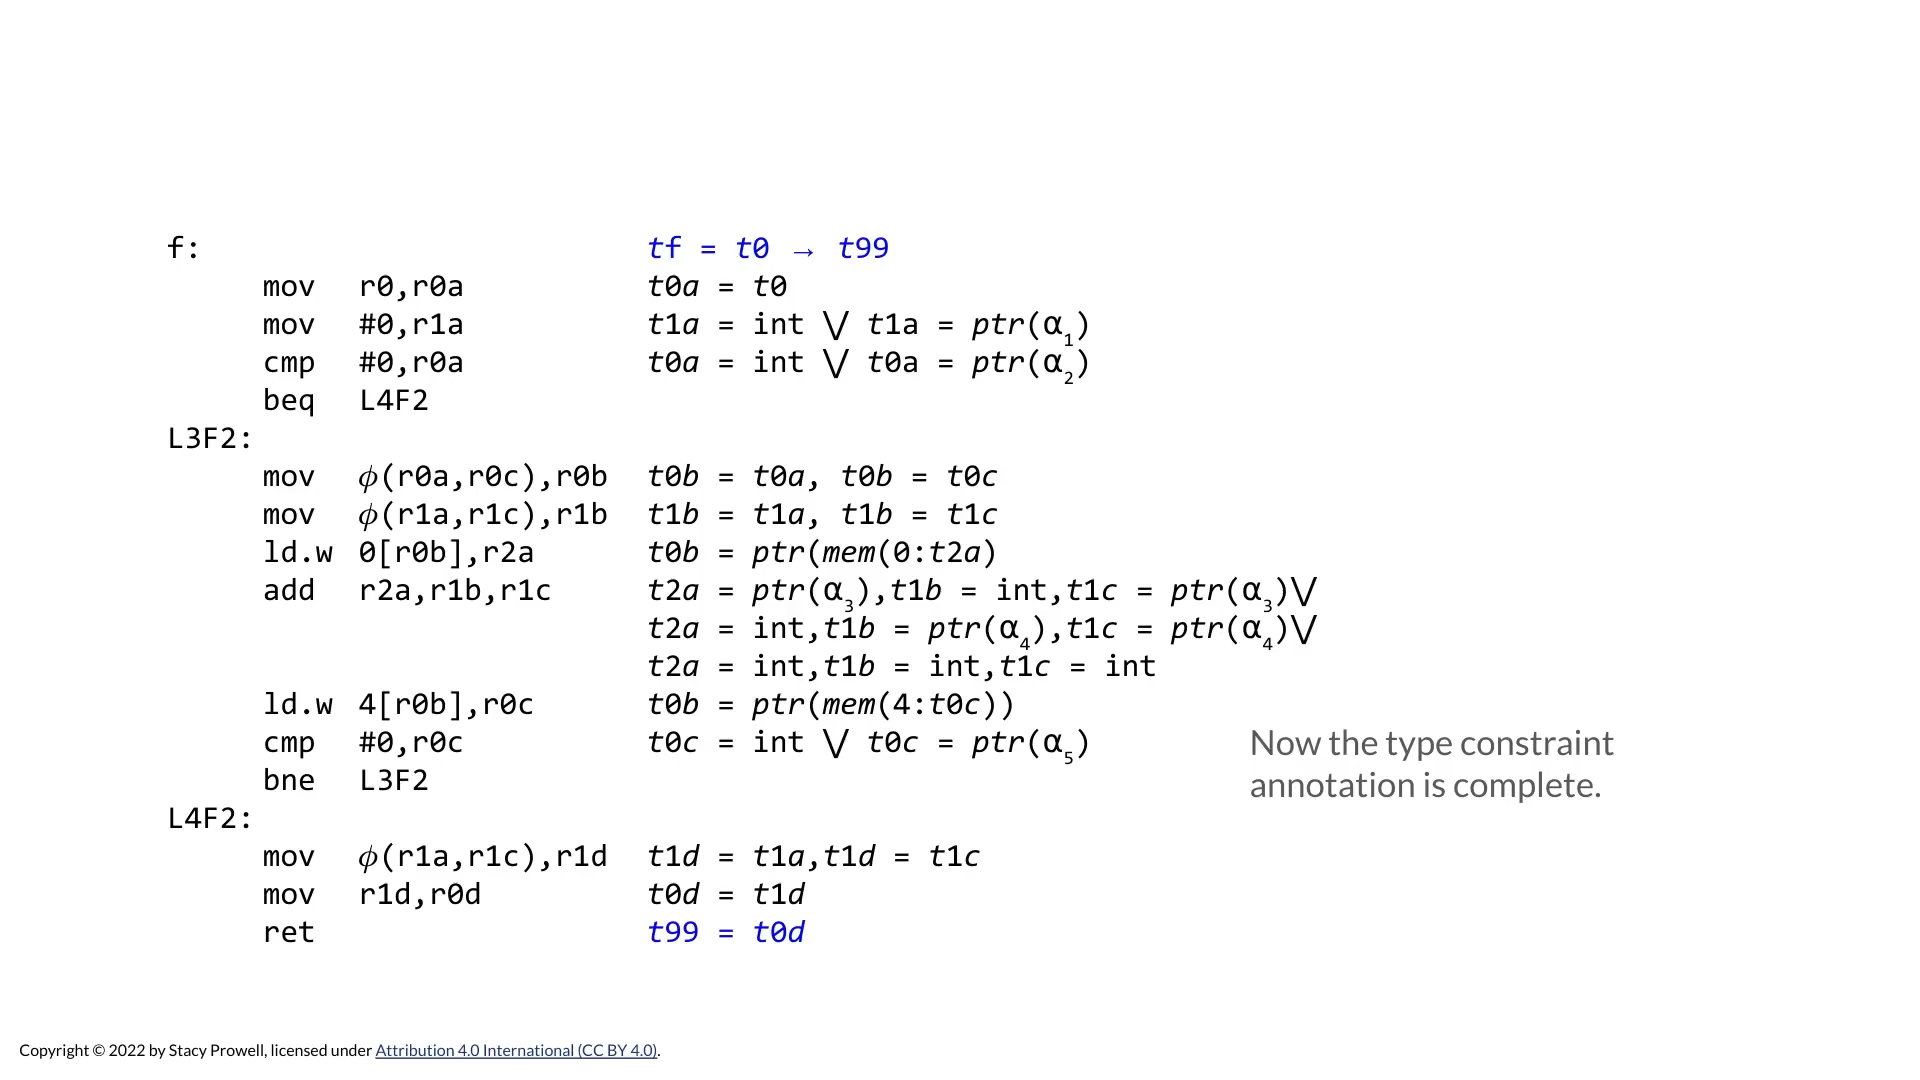 f: tf = t0 → t99
mov r0,r0a t0a = t0
mov #0,r1a t1a = int ⋁ t1a = ptr(α1)
cmp #0,r0a t0a = int ⋁ t0a = ptr(α2)
beq L4F2
L3F2:
mov ϕ(r0a,r0c),r0b t0b = t0a, t0b = t0c
mov ϕ(r1a,r1c),r1b t1b = t1a, t1b = t1c
ld.w 0[r0b],r2a t0b = ptr(mem(0:t2a)
add r2a,r1b,r1c t2a = ptr(α3),t1b = int,t1c = ptr(α3)⋁
t2a = int,t1b = ptr(α4),t1c = ptr(α4)⋁
t2a = int,t1b = int,t1c = int
ld.w 4[r0b],r0c t0b = ptr(mem(4:t0c))
cmp #0,r0c t0c = int ⋁ t0c = ptr(α5)
bne L3F2
L4F2:
mov ϕ(r1a,r1c),r1d t1d = t1a,t1d = t1c
mov r1d,r0d t0d = t1d
ret t99 = t0d
Now the type constraint
annotation is complete.
Copyright © 2022 by Stacy Prowell, licensed under Attribution 4.0 International (CC BY 4.0).